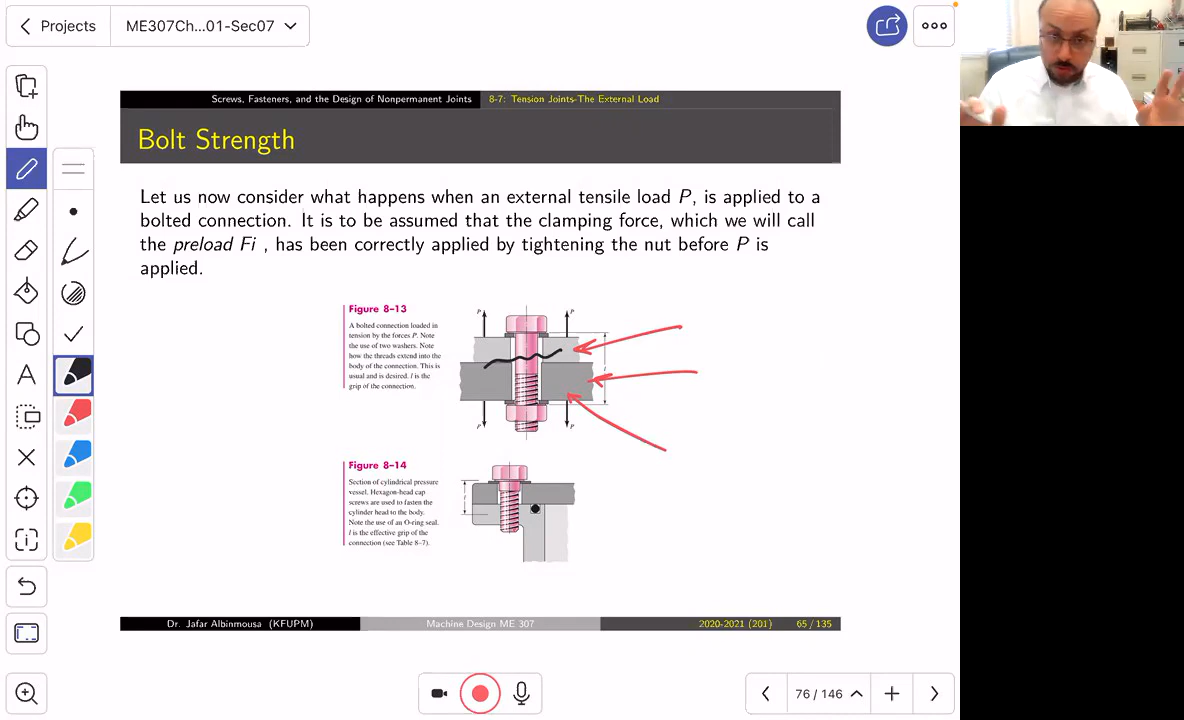 Projects
ME307Ch...01-Sec07
Screws, Fasteners, and the Design of Nonpermanent Joints
8-7: Tension Joints-The External Load
Bolt Strength
Let us now consider what happens when an external tensile load P, is applied to a
bolted connection. It is to be assumed that the clamping force, which we will call
the preload Fi , has been correctly applied by tightening the nut before P is
applied.
Figure 8–13
A bolted connection loaded in
tension by the forces P. Note
the use of two washers. Note
how the threads extend into the
body of the connection. This is
usual and is desired. l is the
grip of the connection.
P P
l
P P
Figure 8–14
Section of cylindrical pressure
vessel. Hexagon-head cap
screws are used to fasten the
cylinder head to the body.
Note the use of an O-ring seal.
l is the effective grip of the
connection (see Table 8–7).
l
A
Dr. Jafar Albinmousa (KFUPM)
Machine Design ME 307
2020-2021 (201)
65 / 135
76 / 146